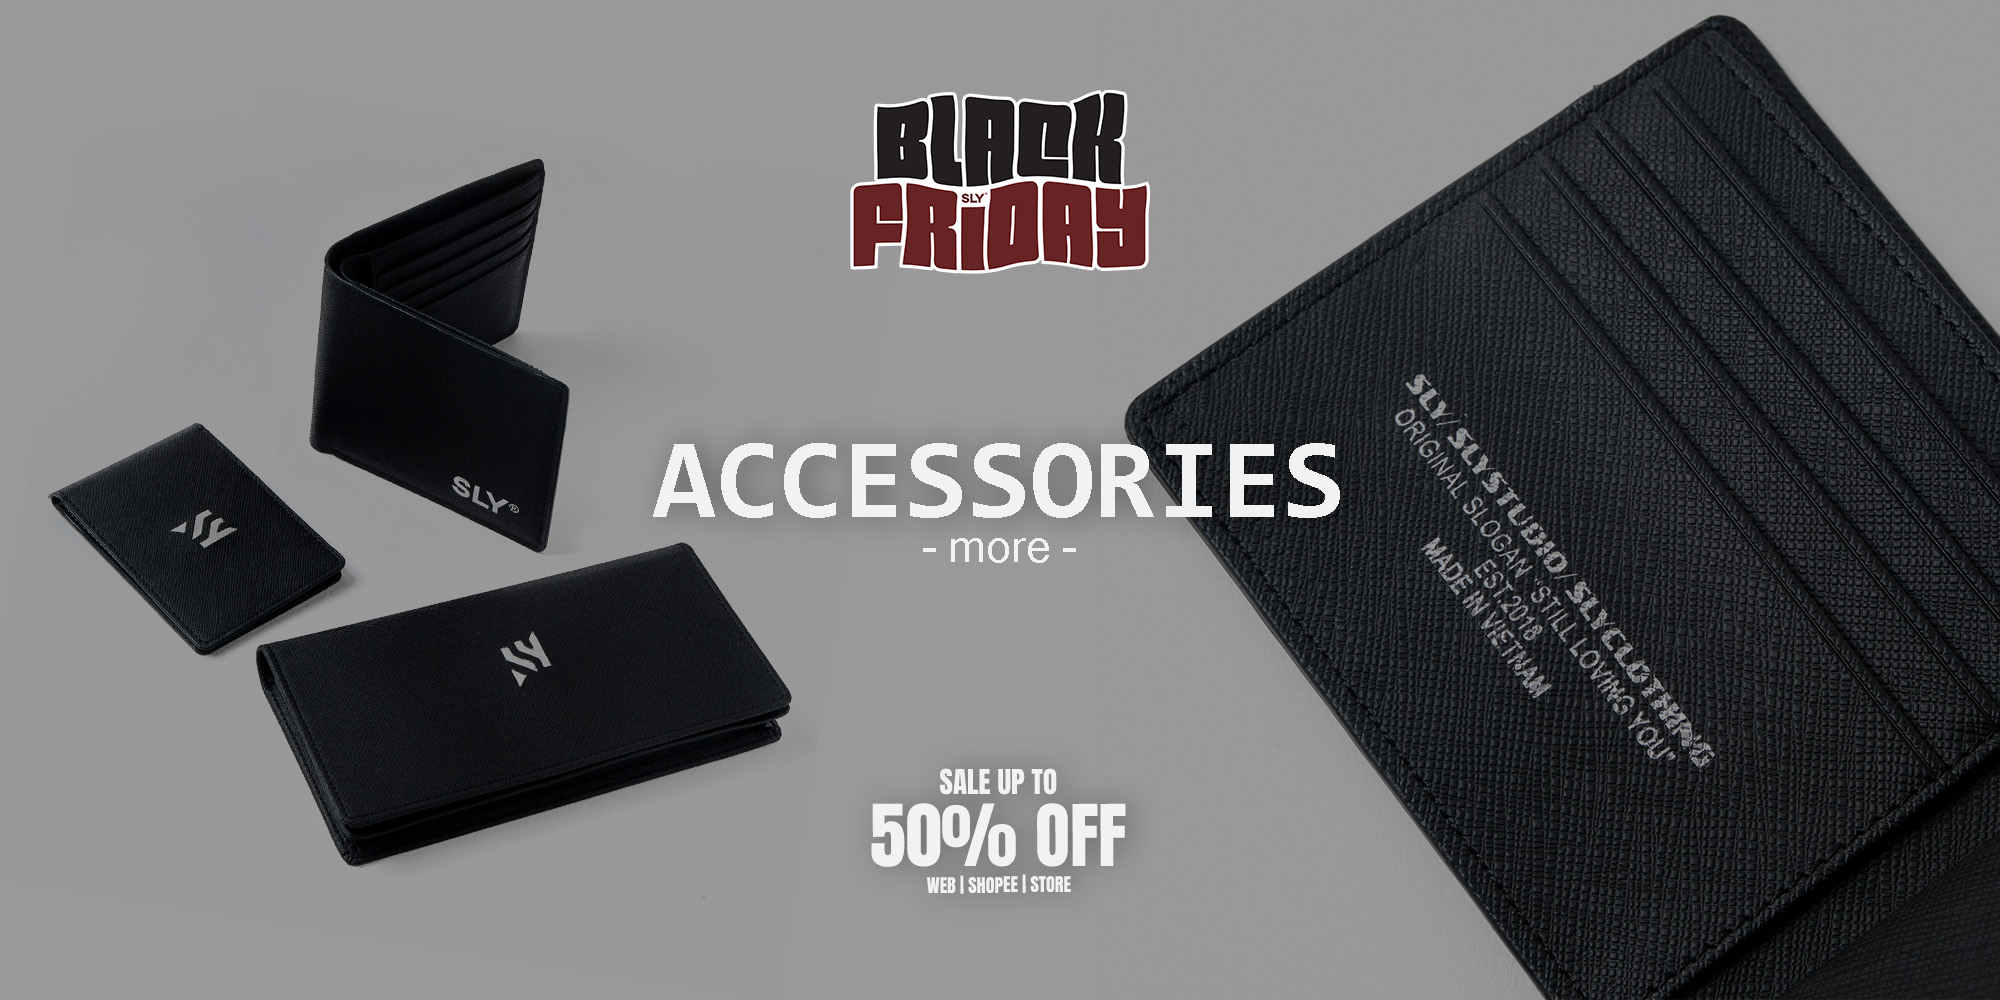 BLACK
FRiDAY
SLY
ACCESSORIES
- more -
SALE UP TO
50% OFF
WEB | SHOPEE | STORE
SLY®
SLY/SLYSTUDIO/SLYCLOTHING
ORIGINAL SLOGAN "STILL LOVING YOU"
EST.2018
MADE IN VIETNAM